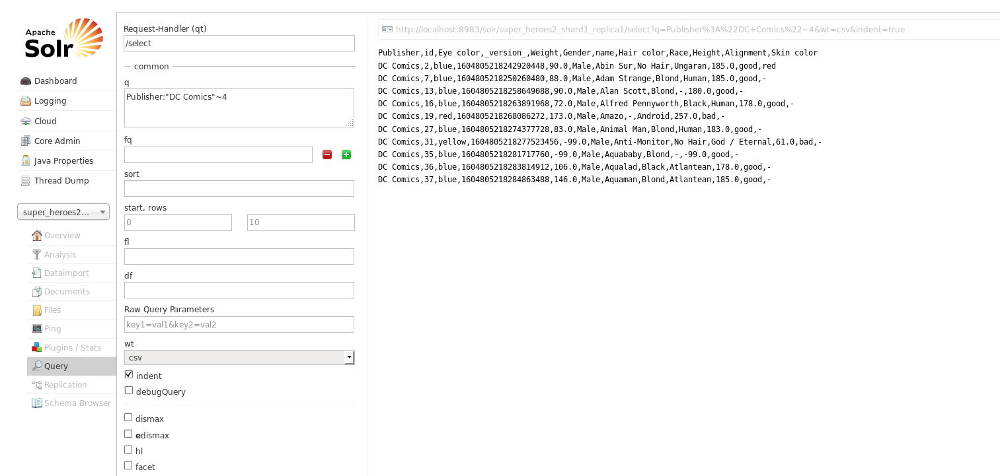 Apache
Solr
Dashboard
Logging
Cloud
Core Admin
Java Properties
Thread Dump
super_heroes2...
Overview
Analysis
Dataimport
Documents
Files
Ping
Plugins / Stats
Query
Replication
Schema Browser
Request-Handler (qt)
/select
common
q
Publisher:"DC Comics"~4
fq
sort
start, rows
0 10
fl
df
Raw Query Parameters
key1=val1&key2=val2
wt
csv
indent
debugQuery
dismax
edismax
hl
facet
http://localhost:8983/solr/super_heroes2_shard1_replica1/select?q=Publisher%3A%22DC+Comics%22~4&wt=csv&indent=true
Publisher,id,Eye color,_version_,Weight,Gender,name,Hair color,Race,Height,Alignment,Skin color
DC Comics,2,blue,1604805218242920448,90.0,Male,Abin Sur,No Hair,Ungaran,185.0,good,red
DC Comics,7,blue,1604805218250260480,88.0,Male,Adam Strange,Blond,Human,185.0,good,-
DC Comics,13,blue,1604805218258649088,90.0,Male,Alan Scott,Blond,-,180.0,good,-
DC Comics,16,blue,1604805218263891968,72.0,Male,Alfred Pennyworth,Black,Human,178.0,good,-
DC Comics,19,red,1604805218268086272,173.0,Male,Amazo,-,Android,257.0,bad,-
DC Comics,27,blue,1604805218274377728,83.0,Male,Animal Man,Blond,Human,183.0,good,-
DC Comics,31,yellow,1604805218277523456,-99.0,Male,Anti-Monitor,No Hair,God / Eternal,61.0,bad,-
DC Comics,35,blue,1604805218281717760,-99.0,Male,Aquababy,Blond,-,-99.0,good,-
DC Comics,36,blue,1604805218283814912,106.0,Male,Aqualad,Black,Atlantean,178.0,good,-
DC Comics,37,blue,1604805218284863488,146.0,Male,Aquaman,Blond,Atlantean,185.0,good,-